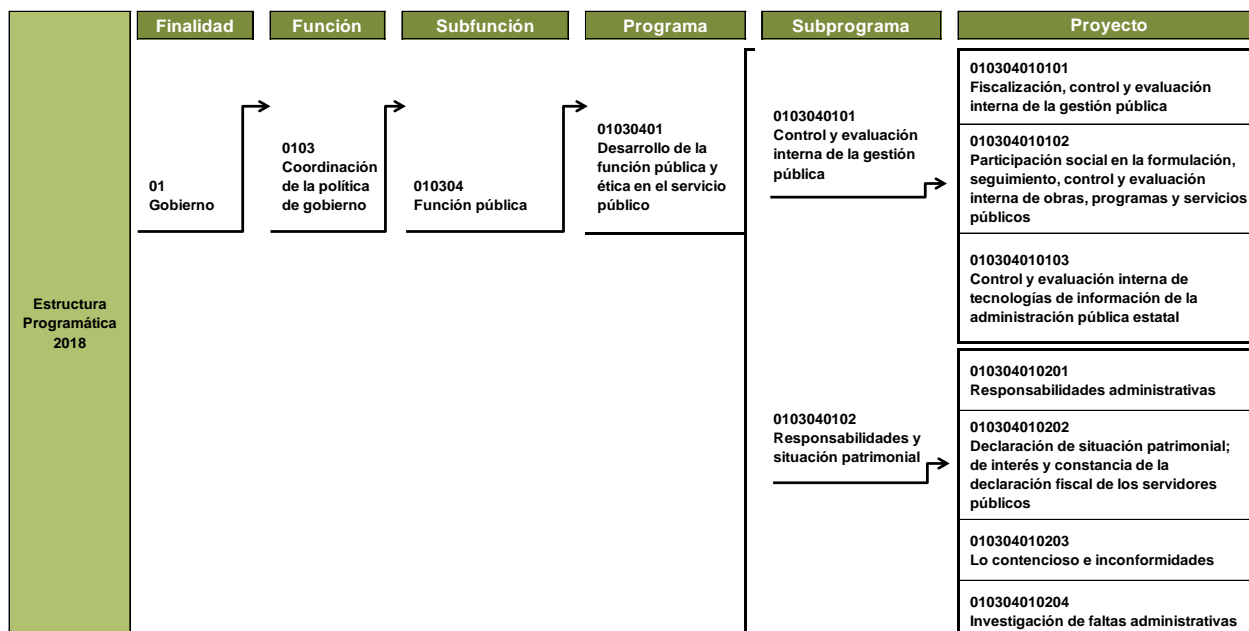 Finalidad
Función
Subfunción
Programa
Subprograma
Proyecto
Estructura
Programática
2018
01
Gobierno
0103
Coordinación
de la política
de gobierno
010304
Función pública
01030401
Desarrollo de la
función pública y
ética en el servicio
público
0103040101
Control y evaluación
interna de la gestión
pública
010304010101
Fiscalización, control y evaluación
interna de la gestión pública
010304010102
Participación social en la formulación,
seguimiento, control y evaluación
interna de obras, programas y servicios
públicos
010304010103
Control y evaluación interna de
tecnologías de información de la
administración pública estatal
0103040102
Responsabilidades y
situación patrimonial
010304010201
Responsabilidades administrativas
010304010202
Declaración de situación patrimonial;
de interés y constancia de la
declaración fiscal de los servidores
públicos
010304010203
Lo contencioso e inconformidades
010304010204
Investigación de faltas administrativas